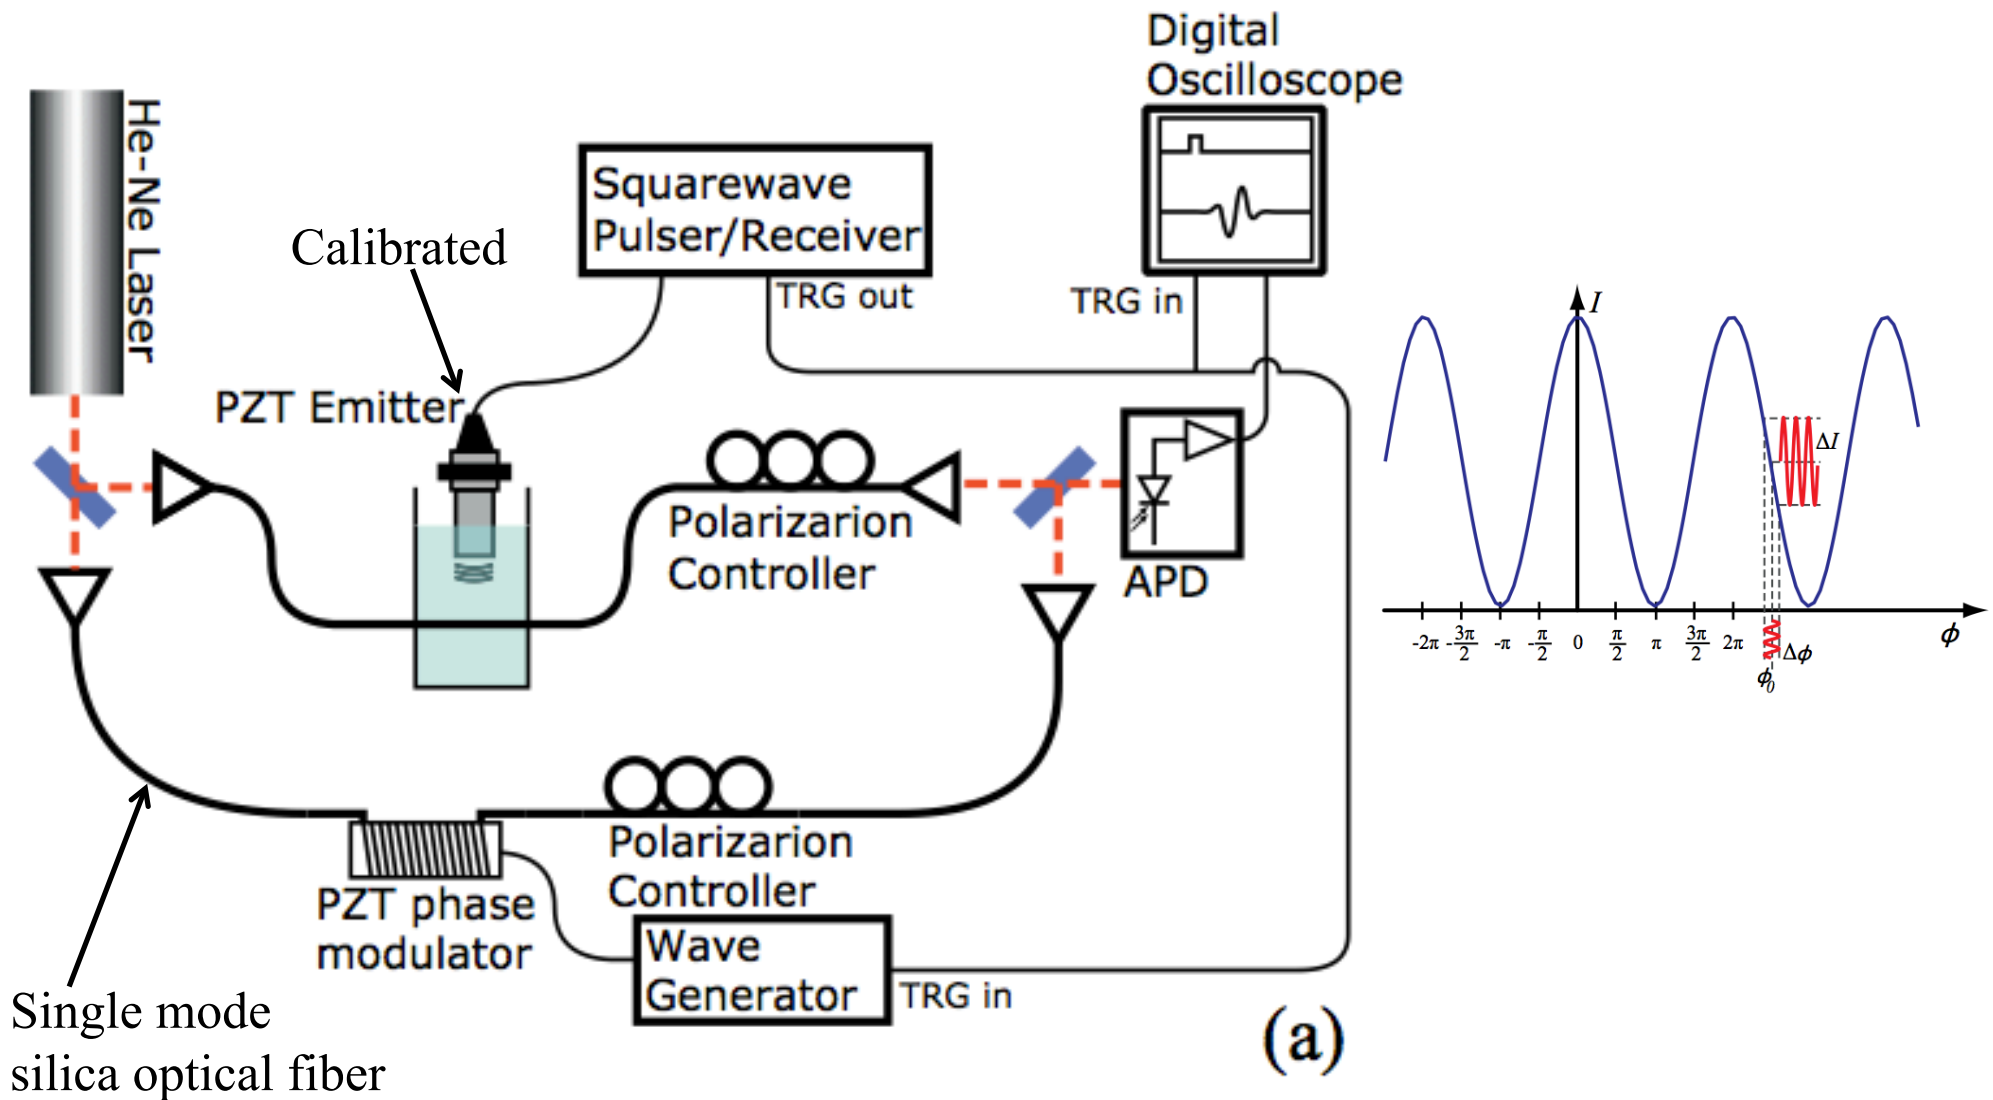 Digital
Oscilloscope
He-Ne Laser
Squarewave
Pulser/Receiver
Calibrated
TRG out
TRG in
PZT Emitter
Polarizarion
Controller
APD
I
ΔI
-2π
-3π/2
-π
-π/2
0
π/2
π
3π/2
2π
Δϕ
ϕ
ϕ0
Polarizarion
Controller
PZT phase
modulator
Wave
Generator
TRG in
Single mode
silica optical fiber
(a)